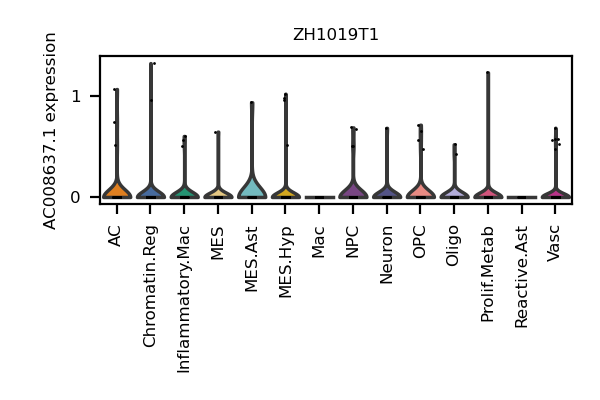 ZH1019T1
AC008637.1 expression
1
0
AC
Chromatin.Reg
Inflammatory.Mac
MES
MES.Ast
MES.Hyp
Mac
NPC
Neuron
OPC
Oligo
Prolif.Metab
Reactive.Ast
Vasc